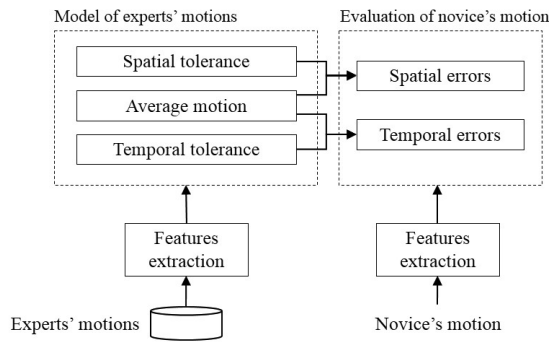 Model of experts' motions
Evaluation of novice's motion
Spatial tolerance
Average motion
Temporal tolerance
Spatial errors
Temporal errors
Features
extraction
Features
extraction
Experts' motions
Novice's motion